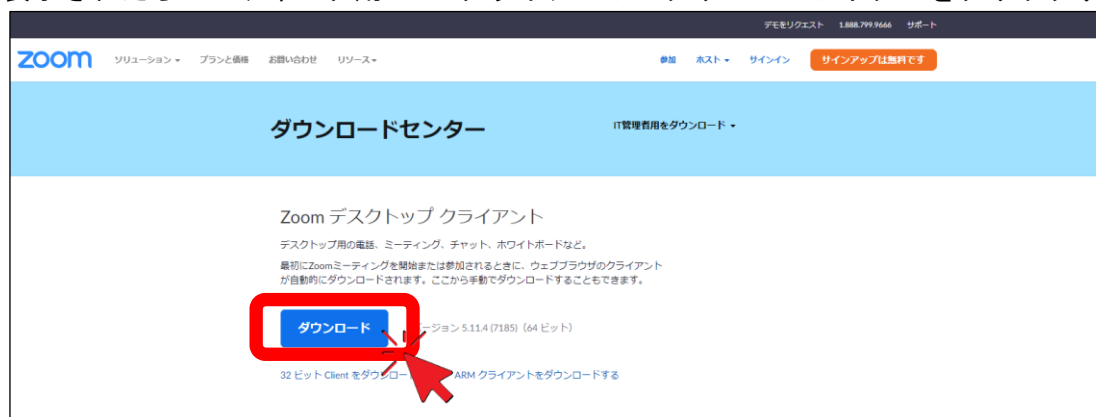 デモをリクエスト 1.888.799.9666 サポート
zoom ソリューション プランと価格 お問い合わせ リソース 参加 ホスト サインイン サインアップは無料です
ダウンロードセンター IT管理者用をダウンロード
Zoom デスクトップ クライアント
デスクトップ用の電話、ミーティング、チャット、ホワイトボードなど。
最初にZoomミーティングを開始または参加されるときに、ウェブブラウザのクライアント
が自動的にダウンロードされます。ここから手動でダウンロードすることもできます。
ダウンロード ージョン 5.11.4 (7185) (64 ビット)
32 ビット Client をダウンロー ARM クライアントをダウンロードする